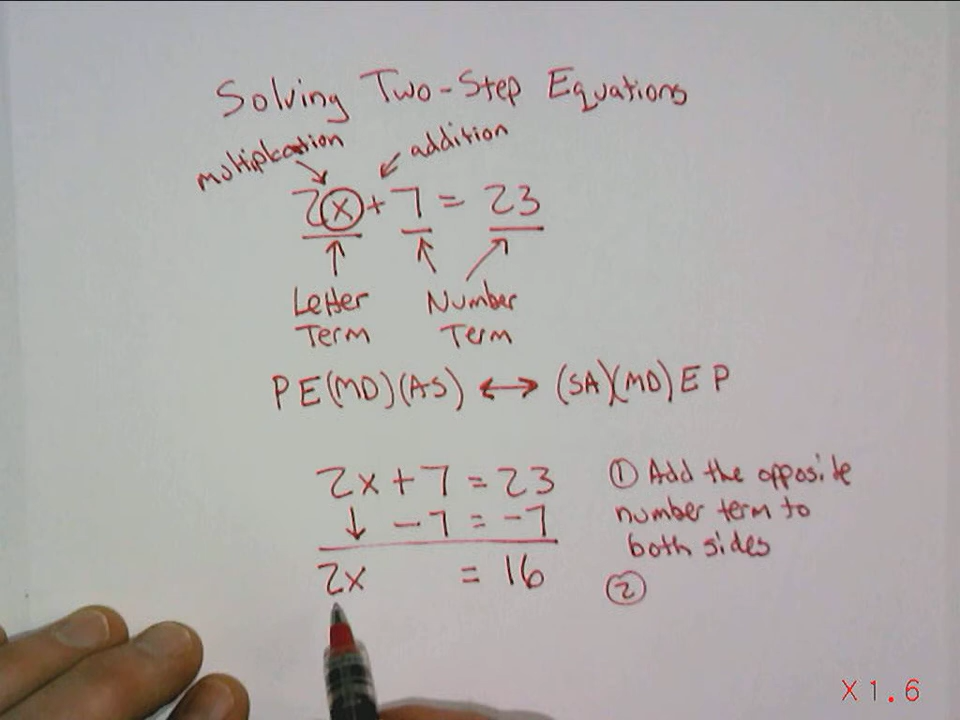 Solving Two-Step Equations
multiplcation addition
2x + 7 = 23
Letter Term
Number Term
PE(MD)(AS) ↔ (SA)(MD)EP
2x + 7 = 23
↓ - 7 = -7
2x = 16
① Add the opposite
number term to
both sides
②
X1.6